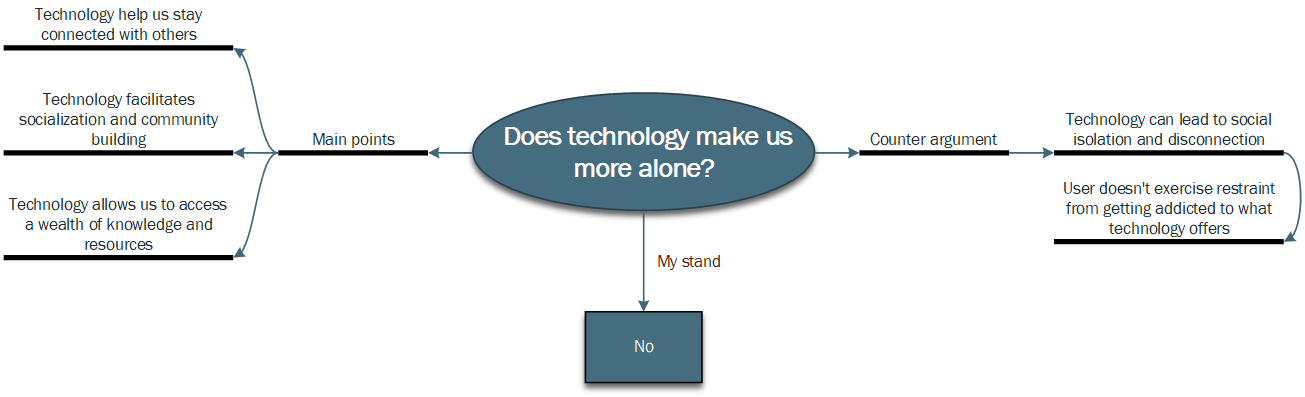 Technology help us stay
connected with others
Technology facilitates
socialization and community
building
Technology allows us to access
a wealth of knowledge and
resources
Main points
Does technology make us
more alone?
Counter argument
Technology can lead to social
isolation and disconnection
User doesn't exercise restraint
from getting addicted to what
technology offers
My stand
No